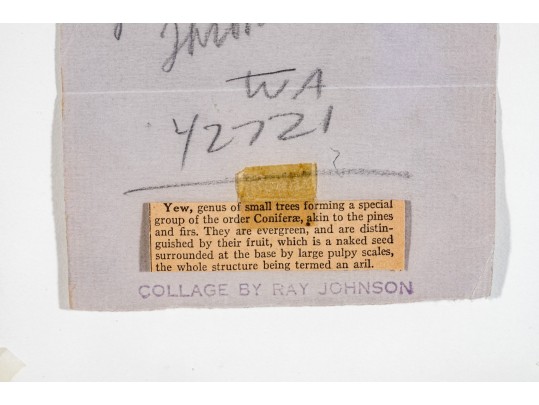 WA
42721
Yew, genus of small trees forming a special
group of the order Coniferæ, akin to the pines
and firs. They are evergreen, and are distin-
guished by their fruit, which is a naked seed
surrounded at the base by large pulpy scales,
the whole structure being termed an aril.
COLLAGE BY RAY JOHNSON